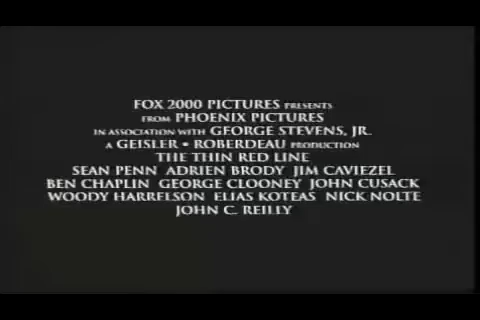 FOX 2000 PICTURES PRESENTS
FROM PHOENIX PICTURES
IN ASSOCIATION WITH GEORGE STEVENS, JR.
A GEISLER • ROBERDEAU PRODUCTION
THE THIN RED LINE
SEAN PENN ADRIEN BRODY JIM CAVIEZEL
BEN CHAPLIN GEORGE CLOONEY JOHN CUSACK
WOODY HARRELSON ELIAS KOTEAS NICK NOLTE
JOHN C. REILLY